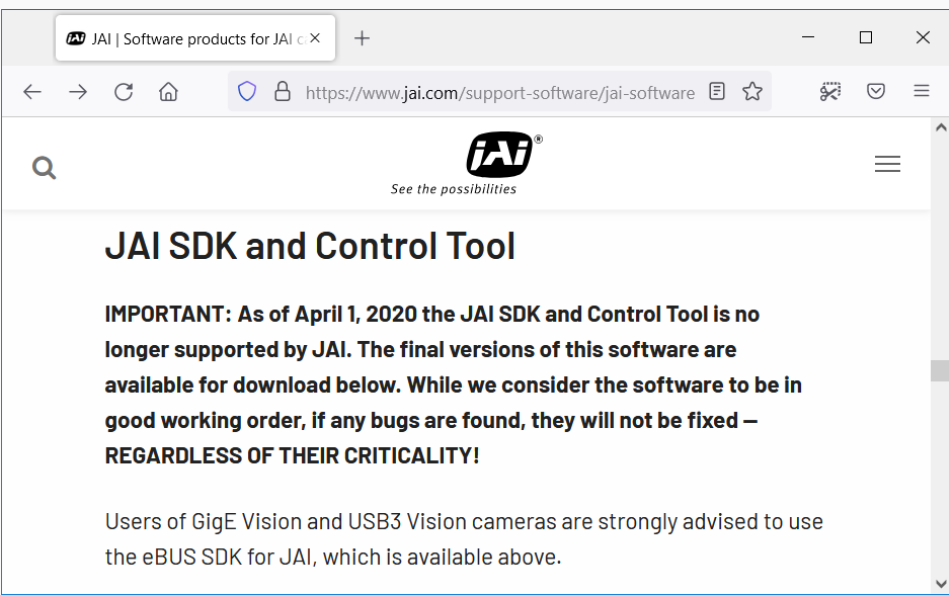 JAI | Software products for JAI c
https://www.jai.com/support-software/jai-software
JAi®
See the possibilities
JAI SDK and Control Tool
IMPORTANT: As of April 1, 2020 the JAI SDK and Control Tool is no
longer supported by JAI. The final versions of this software are
available for download below. While we consider the software to be in
good working order, if any bugs are found, they will not be fixed —
REGARDLESS OF THEIR CRITICALITY!
Users of GigE Vision and USB3 Vision cameras are strongly advised to use
the eBUS SDK for JAI, which is available above.